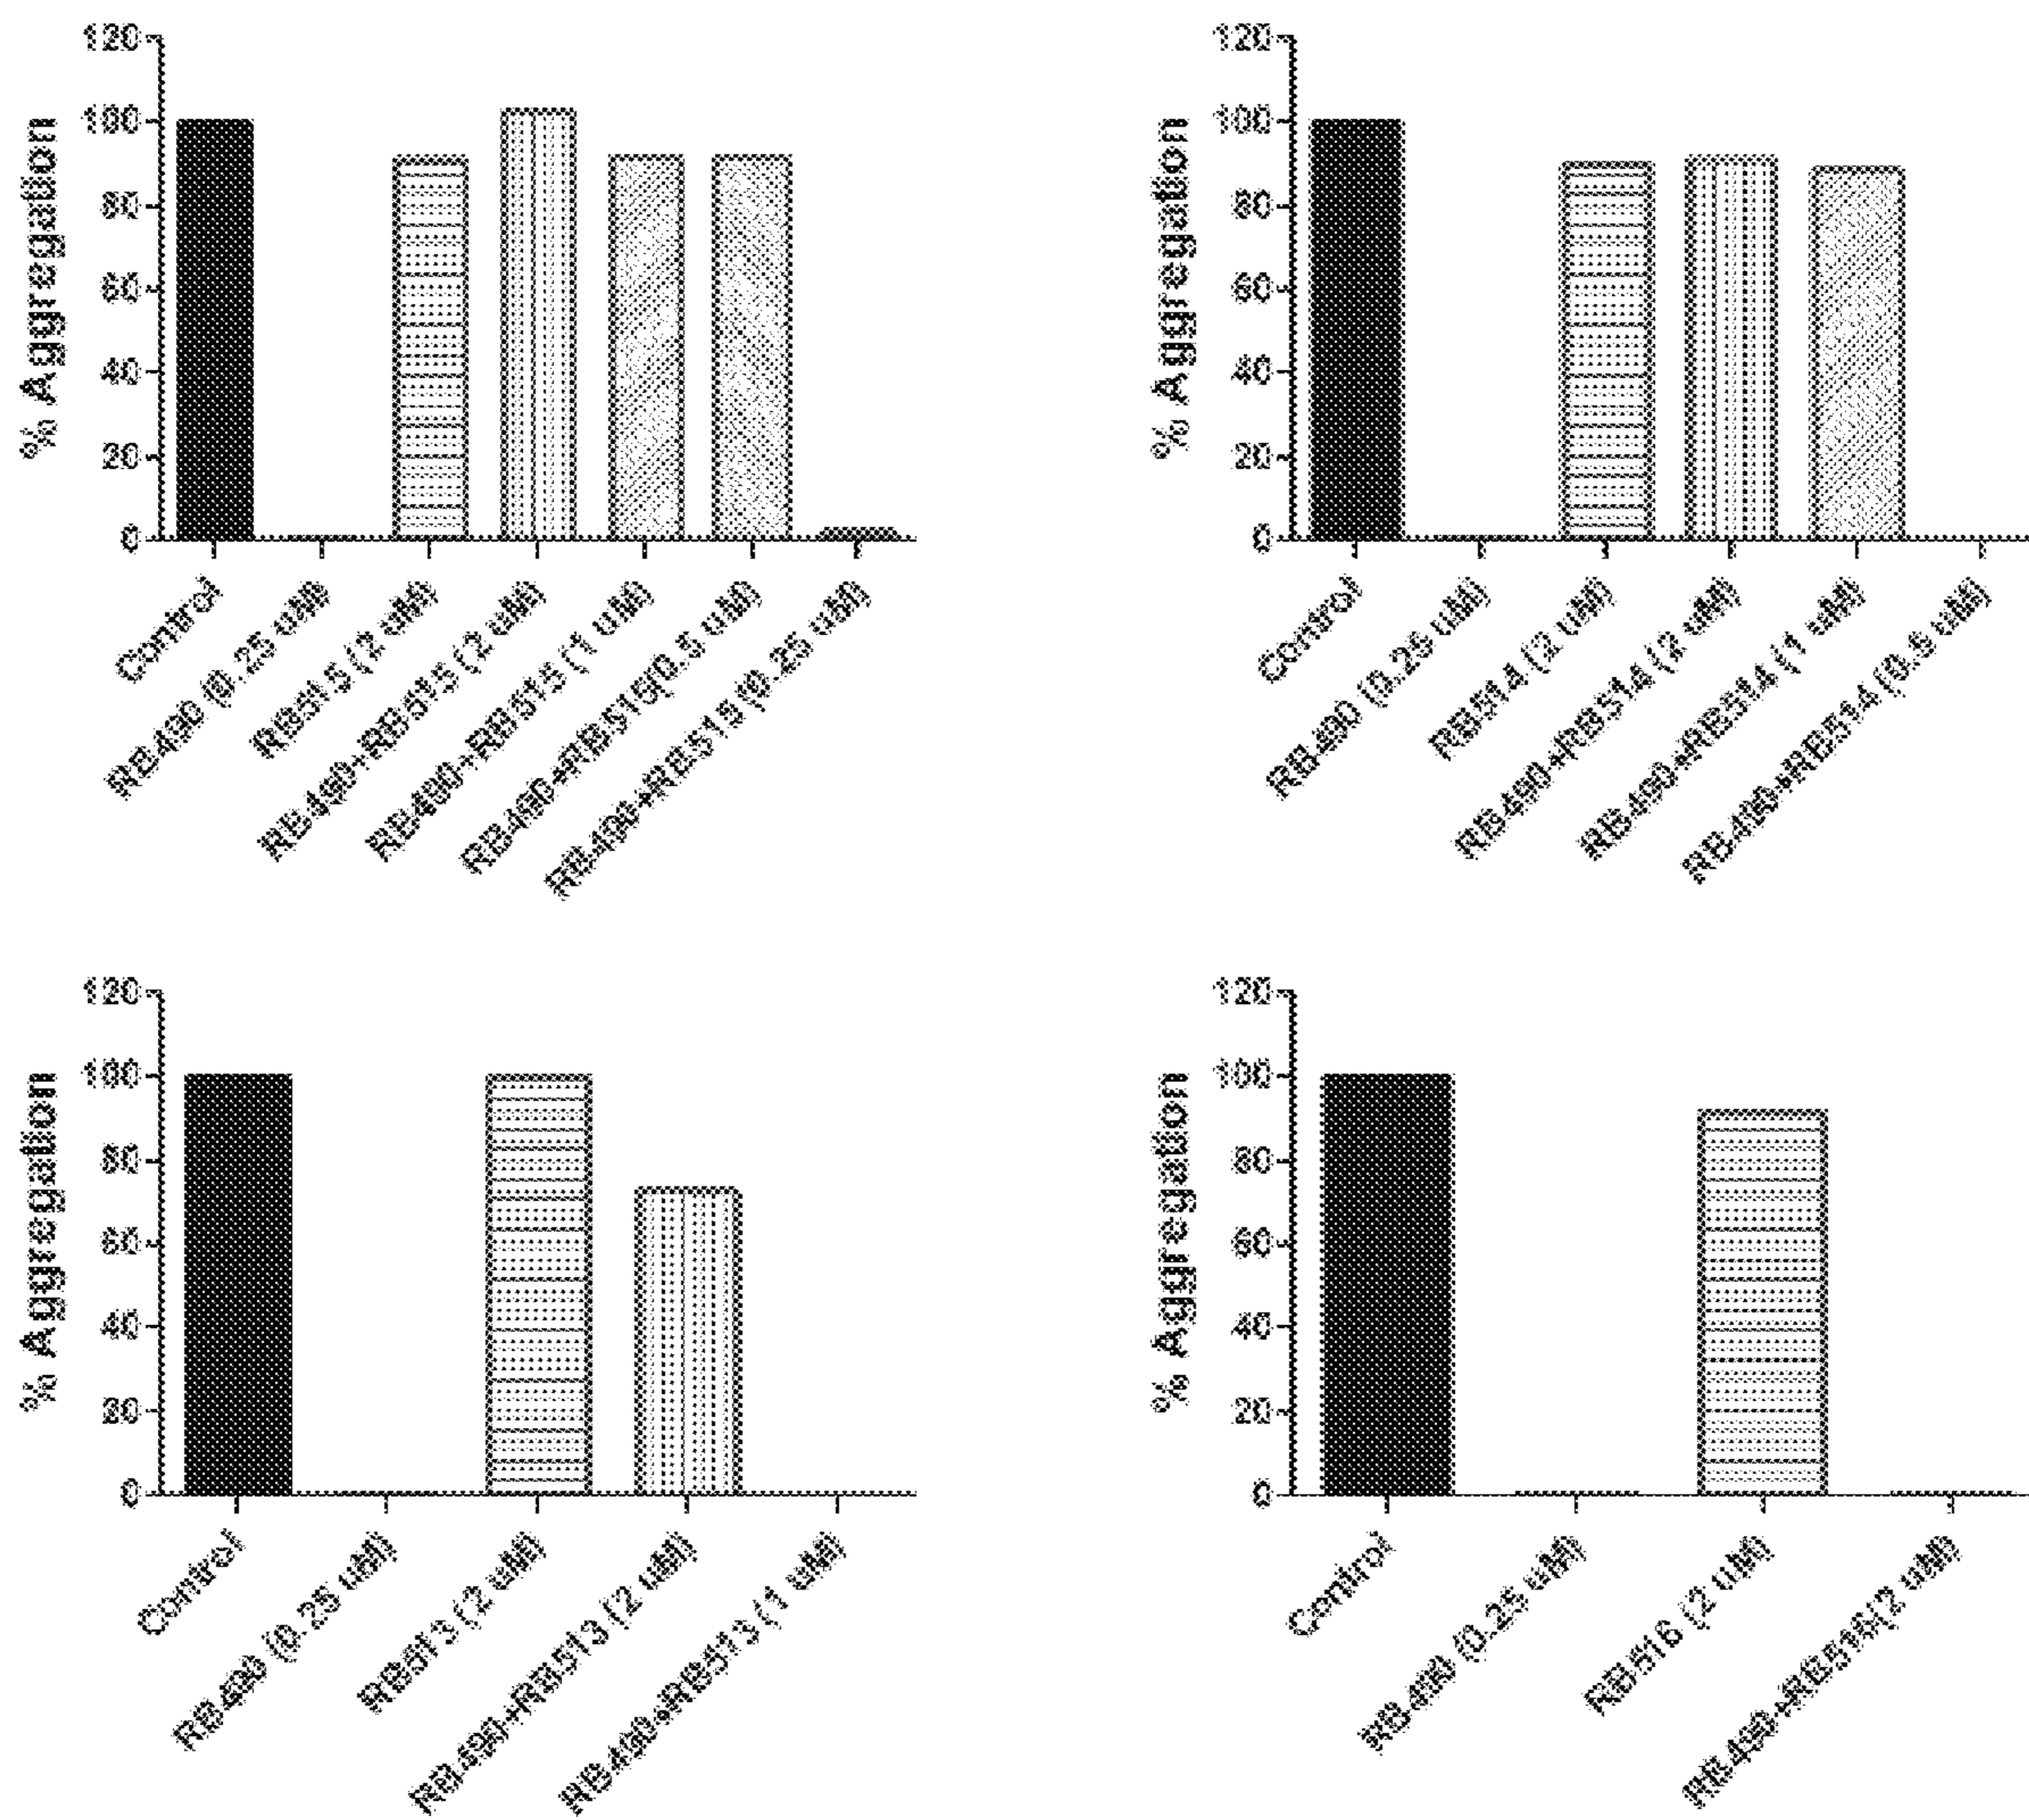 % Aggregation
120
100
80
60
40
20
0
Control
RB490 (0.25 uM)
RB515 (2 uM)
RB490+RB515 (2 uM)
RB490+RB515 (1 uM)
RB490+RB515(0.5 uM)
RB490+RB515 (0.25 uM)
% Aggregation
120
100
80
60
40
20
0
Control
RB490 (0.25 uM)
RB514 (2 uM)
RB490+RB514 (2 uM)
RB490+RB514 (1 uM)
RB490+RB514 (0.5 uM)
% Aggregation
120
100
80
60
40
20
0
Control
RB490 (0.25 uM)
RB513 (2 uM)
RB490+RB513 (2 uM)
RB490+RB513 (1 uM)
% Aggregation
120
100
80
60
40
20
0
Control
RB490 (0.25 uM)
RB516 (2 uM)
RB490+RB516(2 uM)